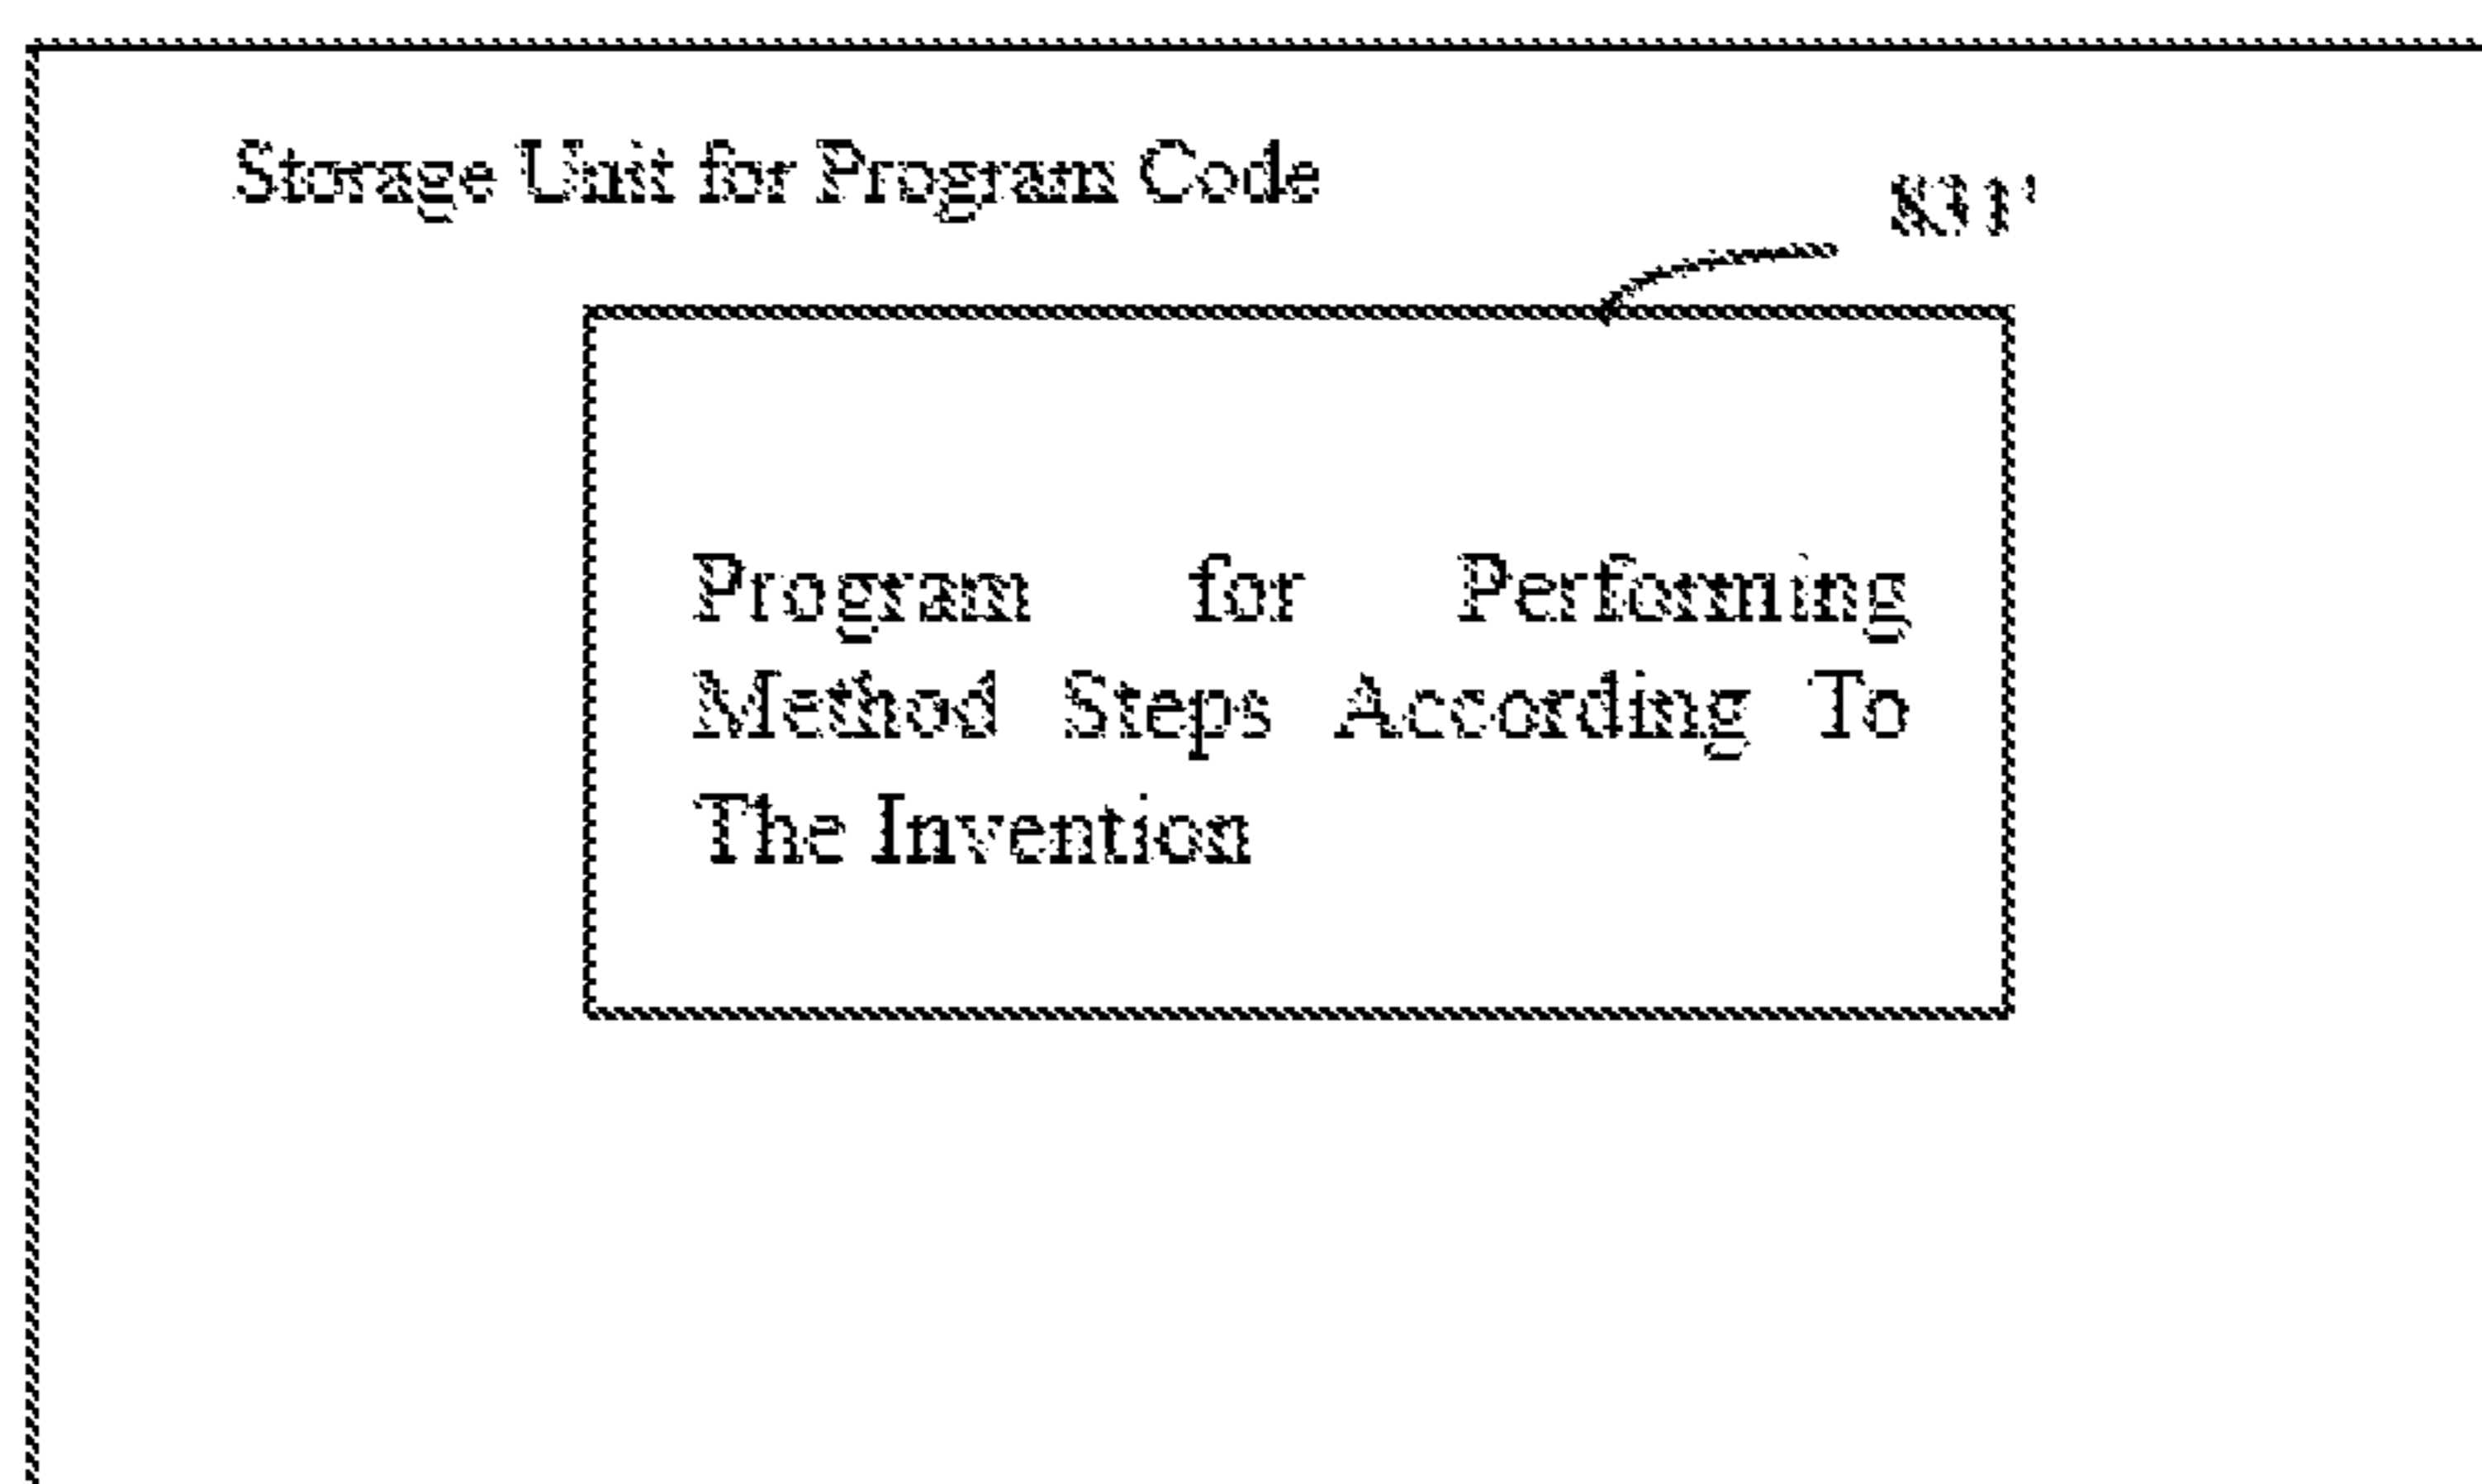 Storage Unit for Program Code
Program for Performing
Method Steps According To
The Invention